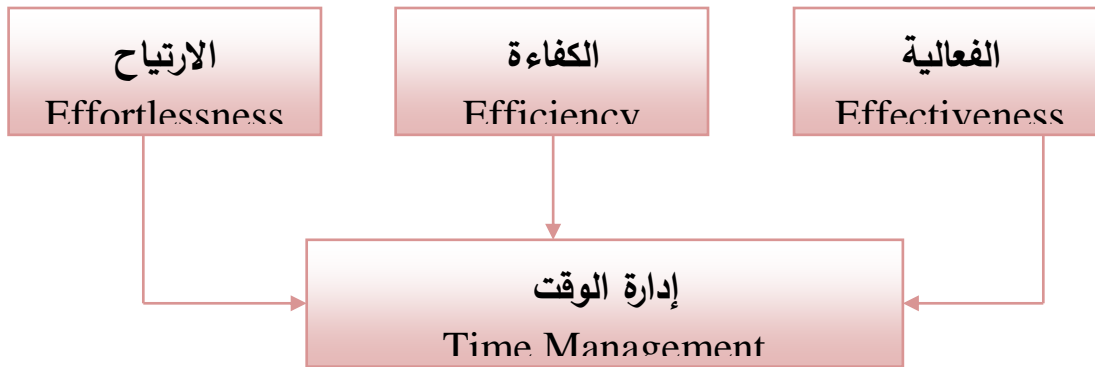 الفعالية
Effectiveness
الكفاءة
Efficiency
الارتياح
Effortlessness
إدارة الوقت
Time Management